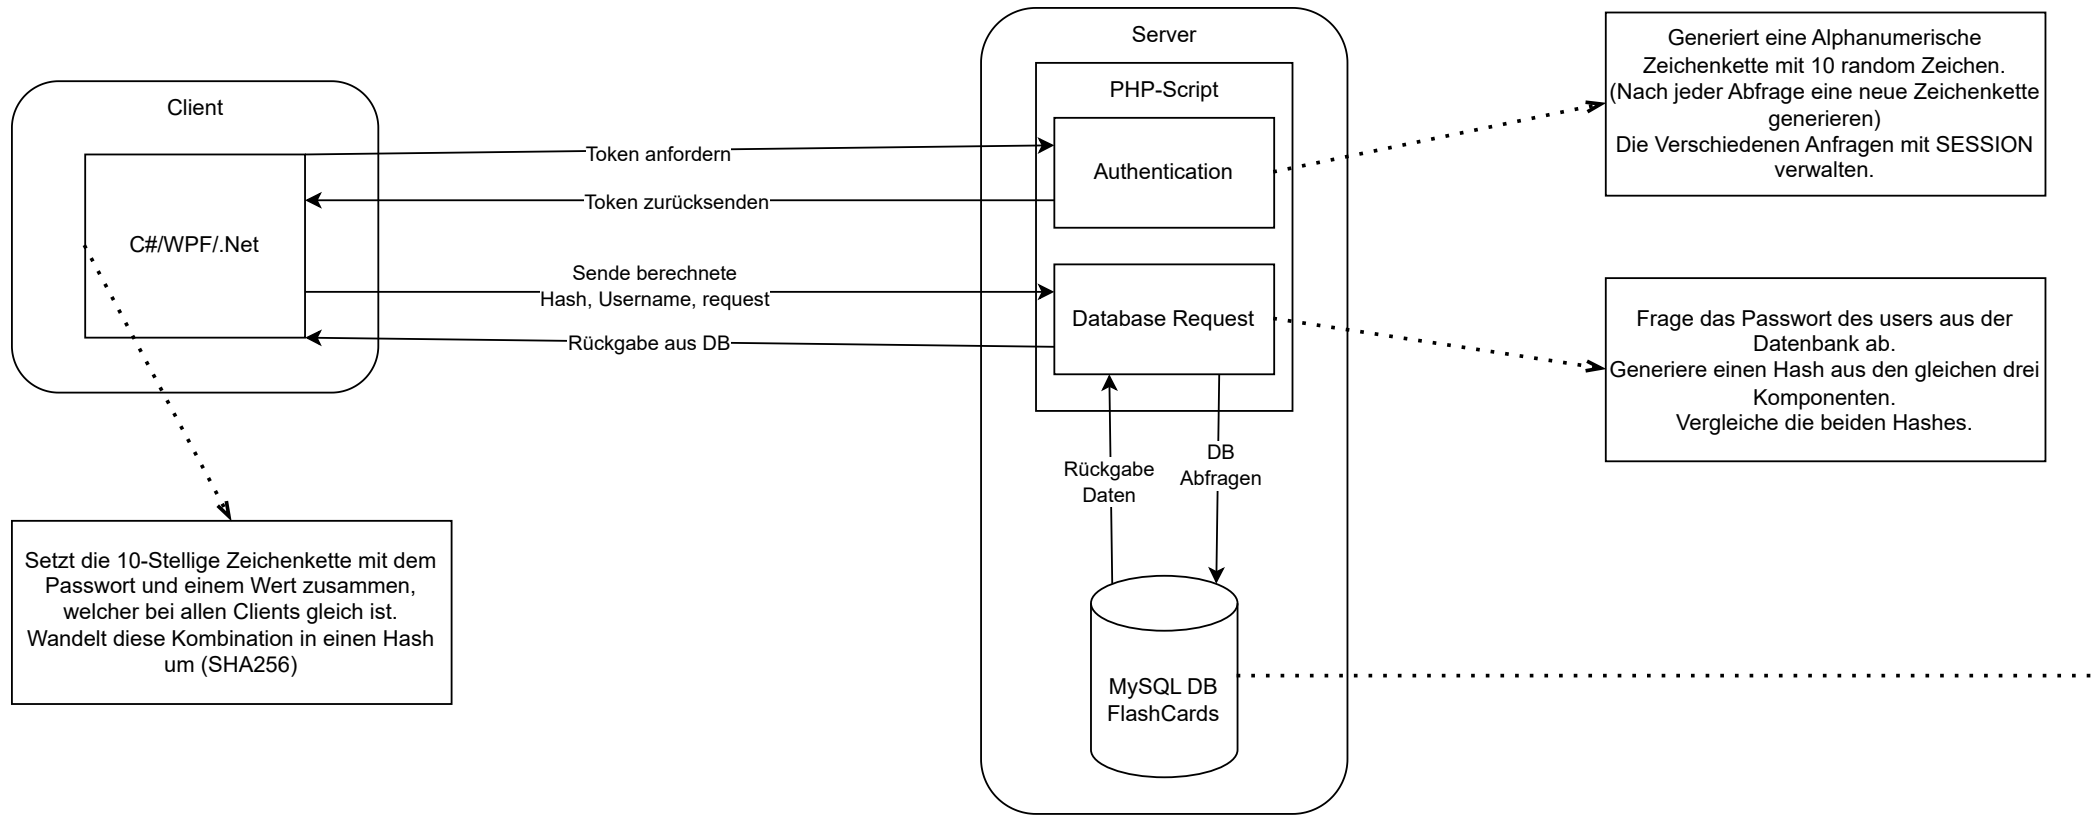 Client
C#/WPF/.Net
Token anfordern
Token zurücksenden
Sende berechnete
Hash, Username, request
Rückgabe aus DB
Server
PHP-Script
Authentication
Database Request
Rückgabe
Daten
DB
Abfragen
MySQL DB
FlashCards
Generiert eine Alphanumerische
Zeichenkette mit 10 random Zeichen.
(Nach jeder Abfrage eine neue Zeichenkette
generieren)
Die Verschiedenen Anfragen mit SESSION
verwalten.
Frage das Passwort des users aus der
Datenbank ab.
Generiere einen Hash aus den gleichen drei
Komponenten.
Vergleiche die beiden Hashes.
Setzt die 10-Stellige Zeichenkette mit dem
Passwort und einem Wert zusammen,
welcher bei allen Clients gleich ist.
Wandelt diese Kombination in einen Hash
um (SHA256)